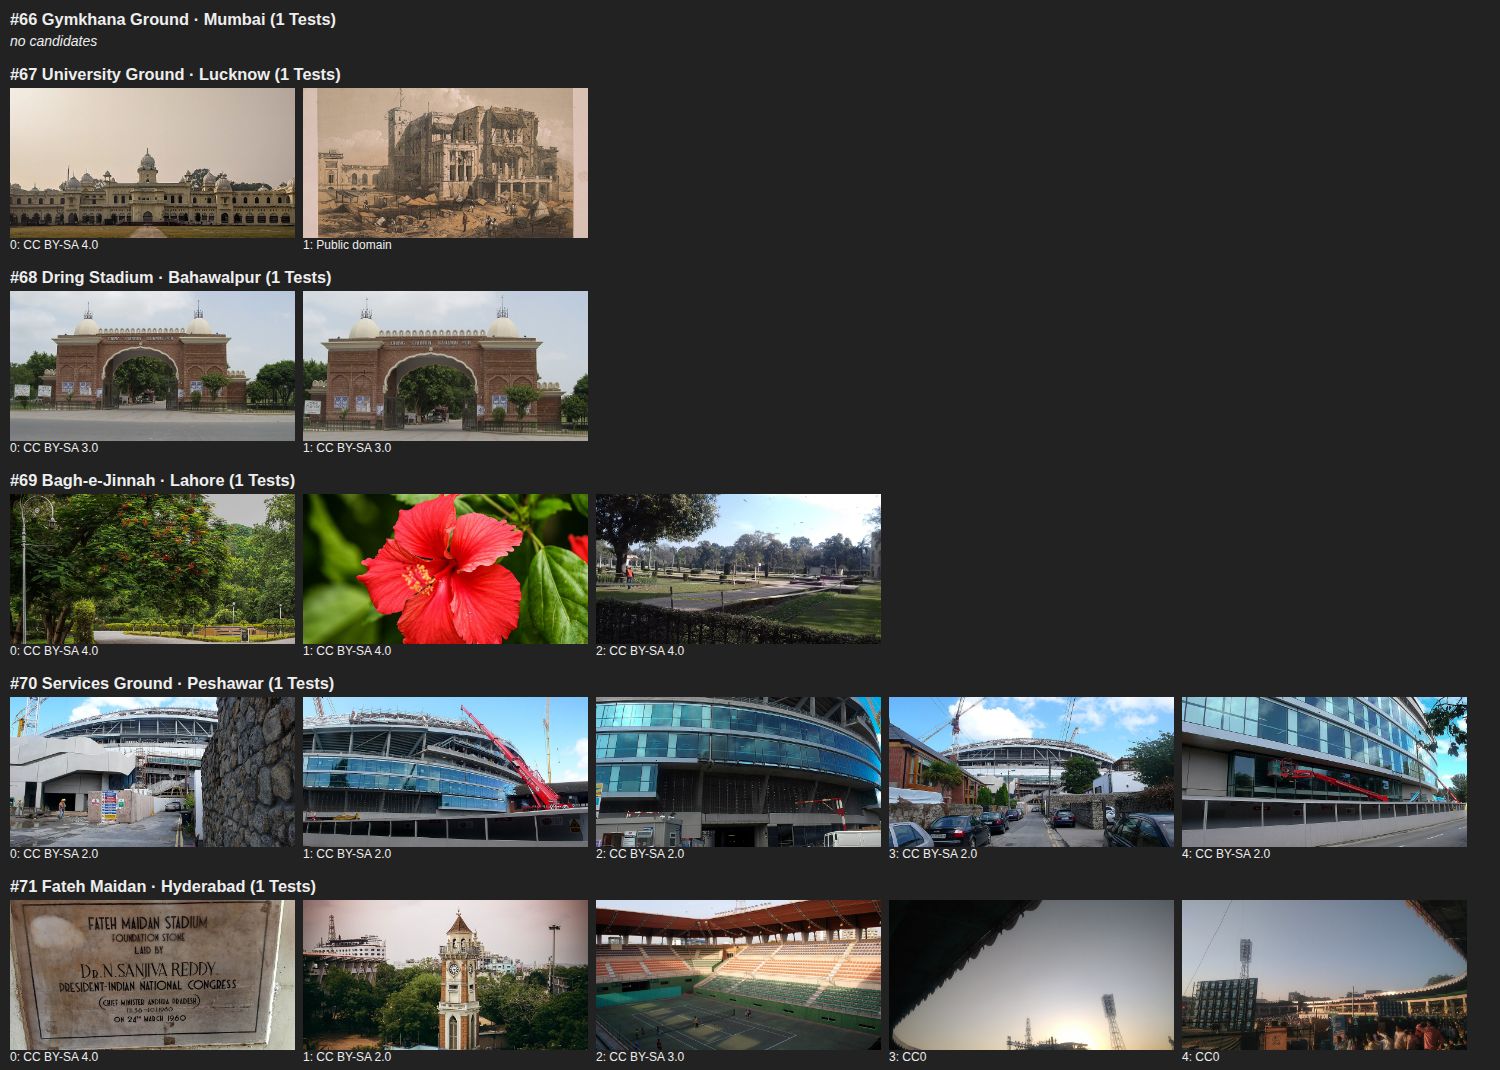 #66 Gymkhana Ground · Mumbai (1 Tests)
no candidates
#67 University Ground · Lucknow (1 Tests)
0: CC BY-SA 4.0
1: Public domain
#68 Dring Stadium · Bahawalpur (1 Tests)
0: CC BY-SA 3.0
1: CC BY-SA 3.0
#69 Bagh-e-Jinnah · Lahore (1 Tests)
0: CC BY-SA 4.0
1: CC BY-SA 4.0
2: CC BY-SA 4.0
#70 Services Ground · Peshawar (1 Tests)
0: CC BY-SA 2.0
1: CC BY-SA 2.0
2: CC BY-SA 2.0
3: CC BY-SA 2.0
4: CC BY-SA 2.0
#71 Fateh Maidan · Hyderabad (1 Tests)
FATEH MAIDAN STADIUM
FOUNDATION STONE
LAID BY
DR. N. SANJIVA REDDY
PRESIDENT-INDIAN NATIONAL CONGRESS
(CHIEF MINISTER ANDHRA PRADESH)
ON 24TH MARCH 1960
0: CC BY-SA 4.0
1: CC BY-SA 2.0
2: CC BY-SA 3.0
3: CC0
4: CC0